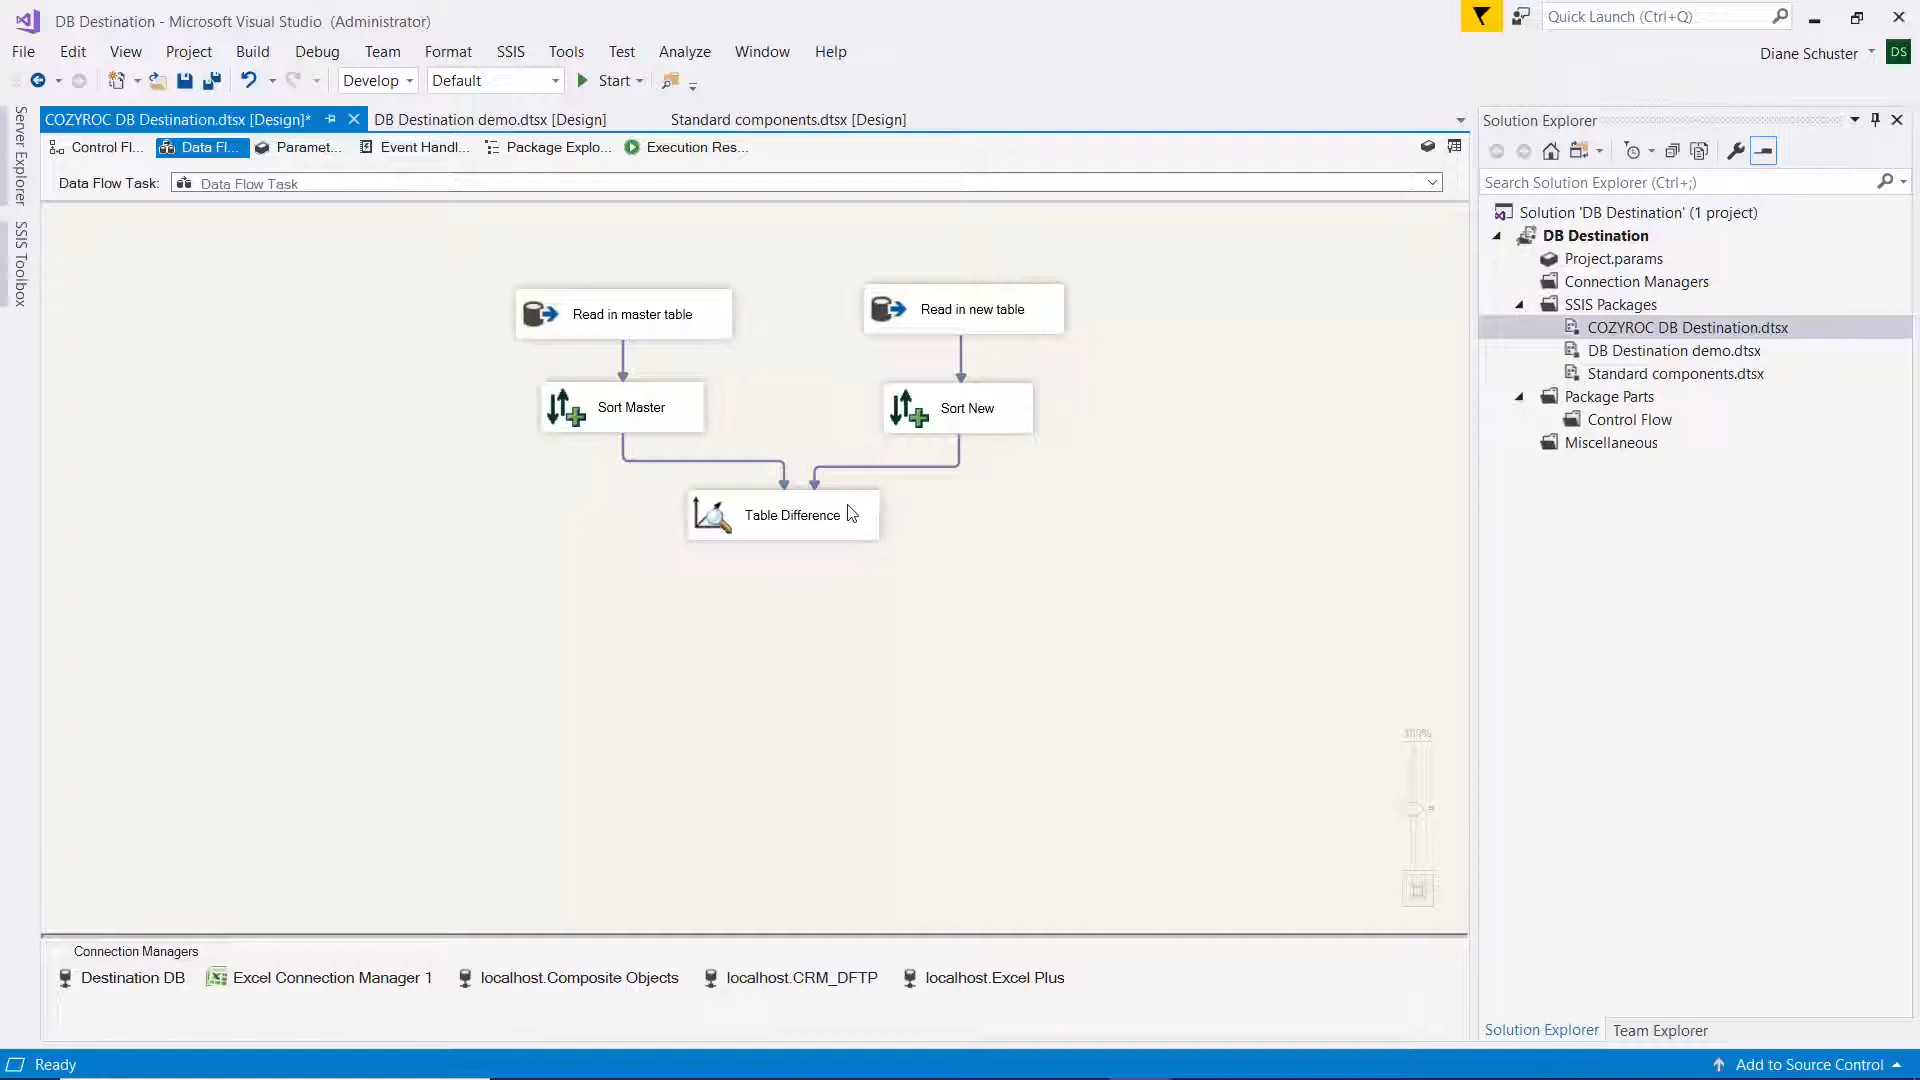 DB Destination - Microsoft Visual Studio (Administrator)
Quick Launch (Ctrl+Q)
File Edit View Project Build Debug Team Format SSIS Tools Test Analyze Window Help
Diane Schuster DS
Develop Default Start
Server Explorer
SSIS Toolbox
COZYROC DB Destination.dtsx [Design]* DB Destination demo.dtsx [Design] Standard components.dtsx [Design]
Control Fl... Data Fl... Paramet... Event Handl... Package Explo... Execution Res...
Data Flow Task: Data Flow Task
Read in master table
Read in new table
Sort Master
Sort New
Table Difference
Connection Managers
Destination DB Excel Connection Manager 1 localhost.Composite Objects localhost.CRM_DFTP localhost.Excel Plus
Solution Explorer
Search Solution Explorer (Ctrl+;)
Solution 'DB Destination' (1 project)
DB Destination
Project.params
Connection Managers
SSIS Packages
COZYROC DB Destination.dtsx
DB Destination demo.dtsx
Standard components.dtsx
Package Parts
Control Flow
Miscellaneous
Solution Explorer Team Explorer
Ready
Add to Source Control